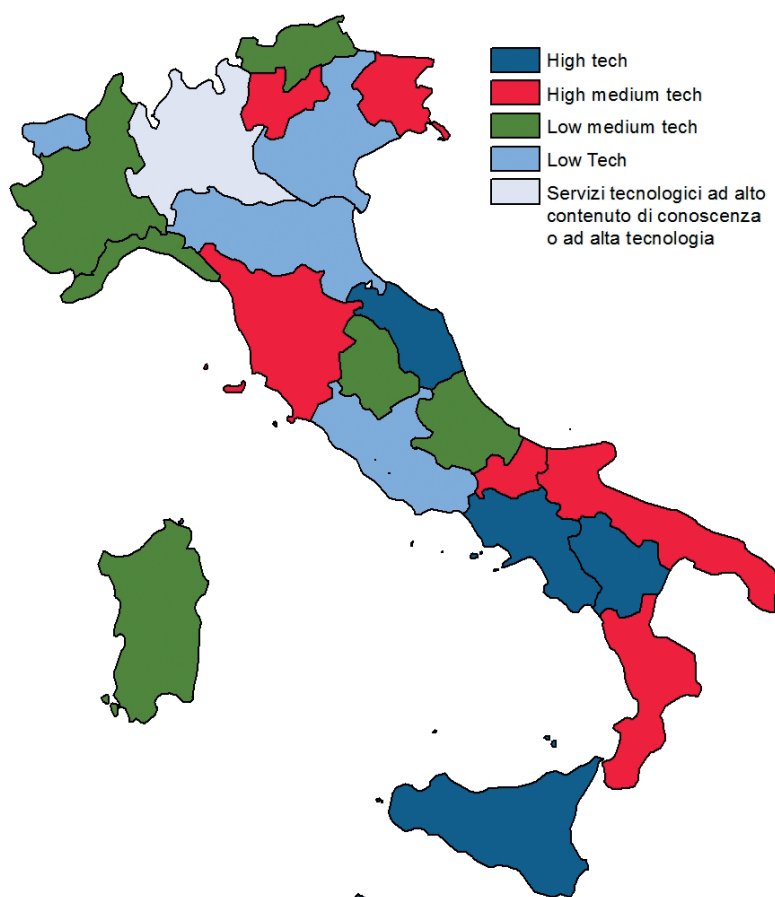 High tech
High medium tech
Low medium tech
Low Tech
Servizi tecnologici ad alto
contenuto di conoscenza
o ad alta tecnologia